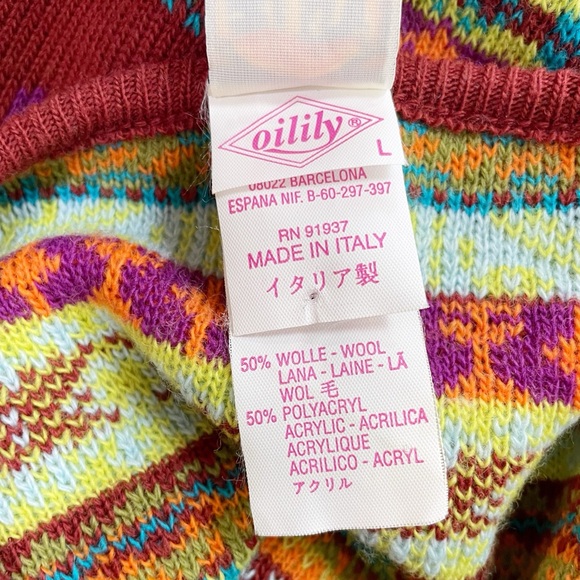 oilily®
L
08022 BARCELONA
ESPANA NIF. B-60-297-397
RN 91937
MADE IN ITALY
イタリア製
50% WOLLE - WOOL
LANA - LAINE - LÃ
WOL 毛
50% POLYACRYL
ACRYLIC - ACRILICA
ACRYLIQUE
ACRILICO - ACRYL
アクリル